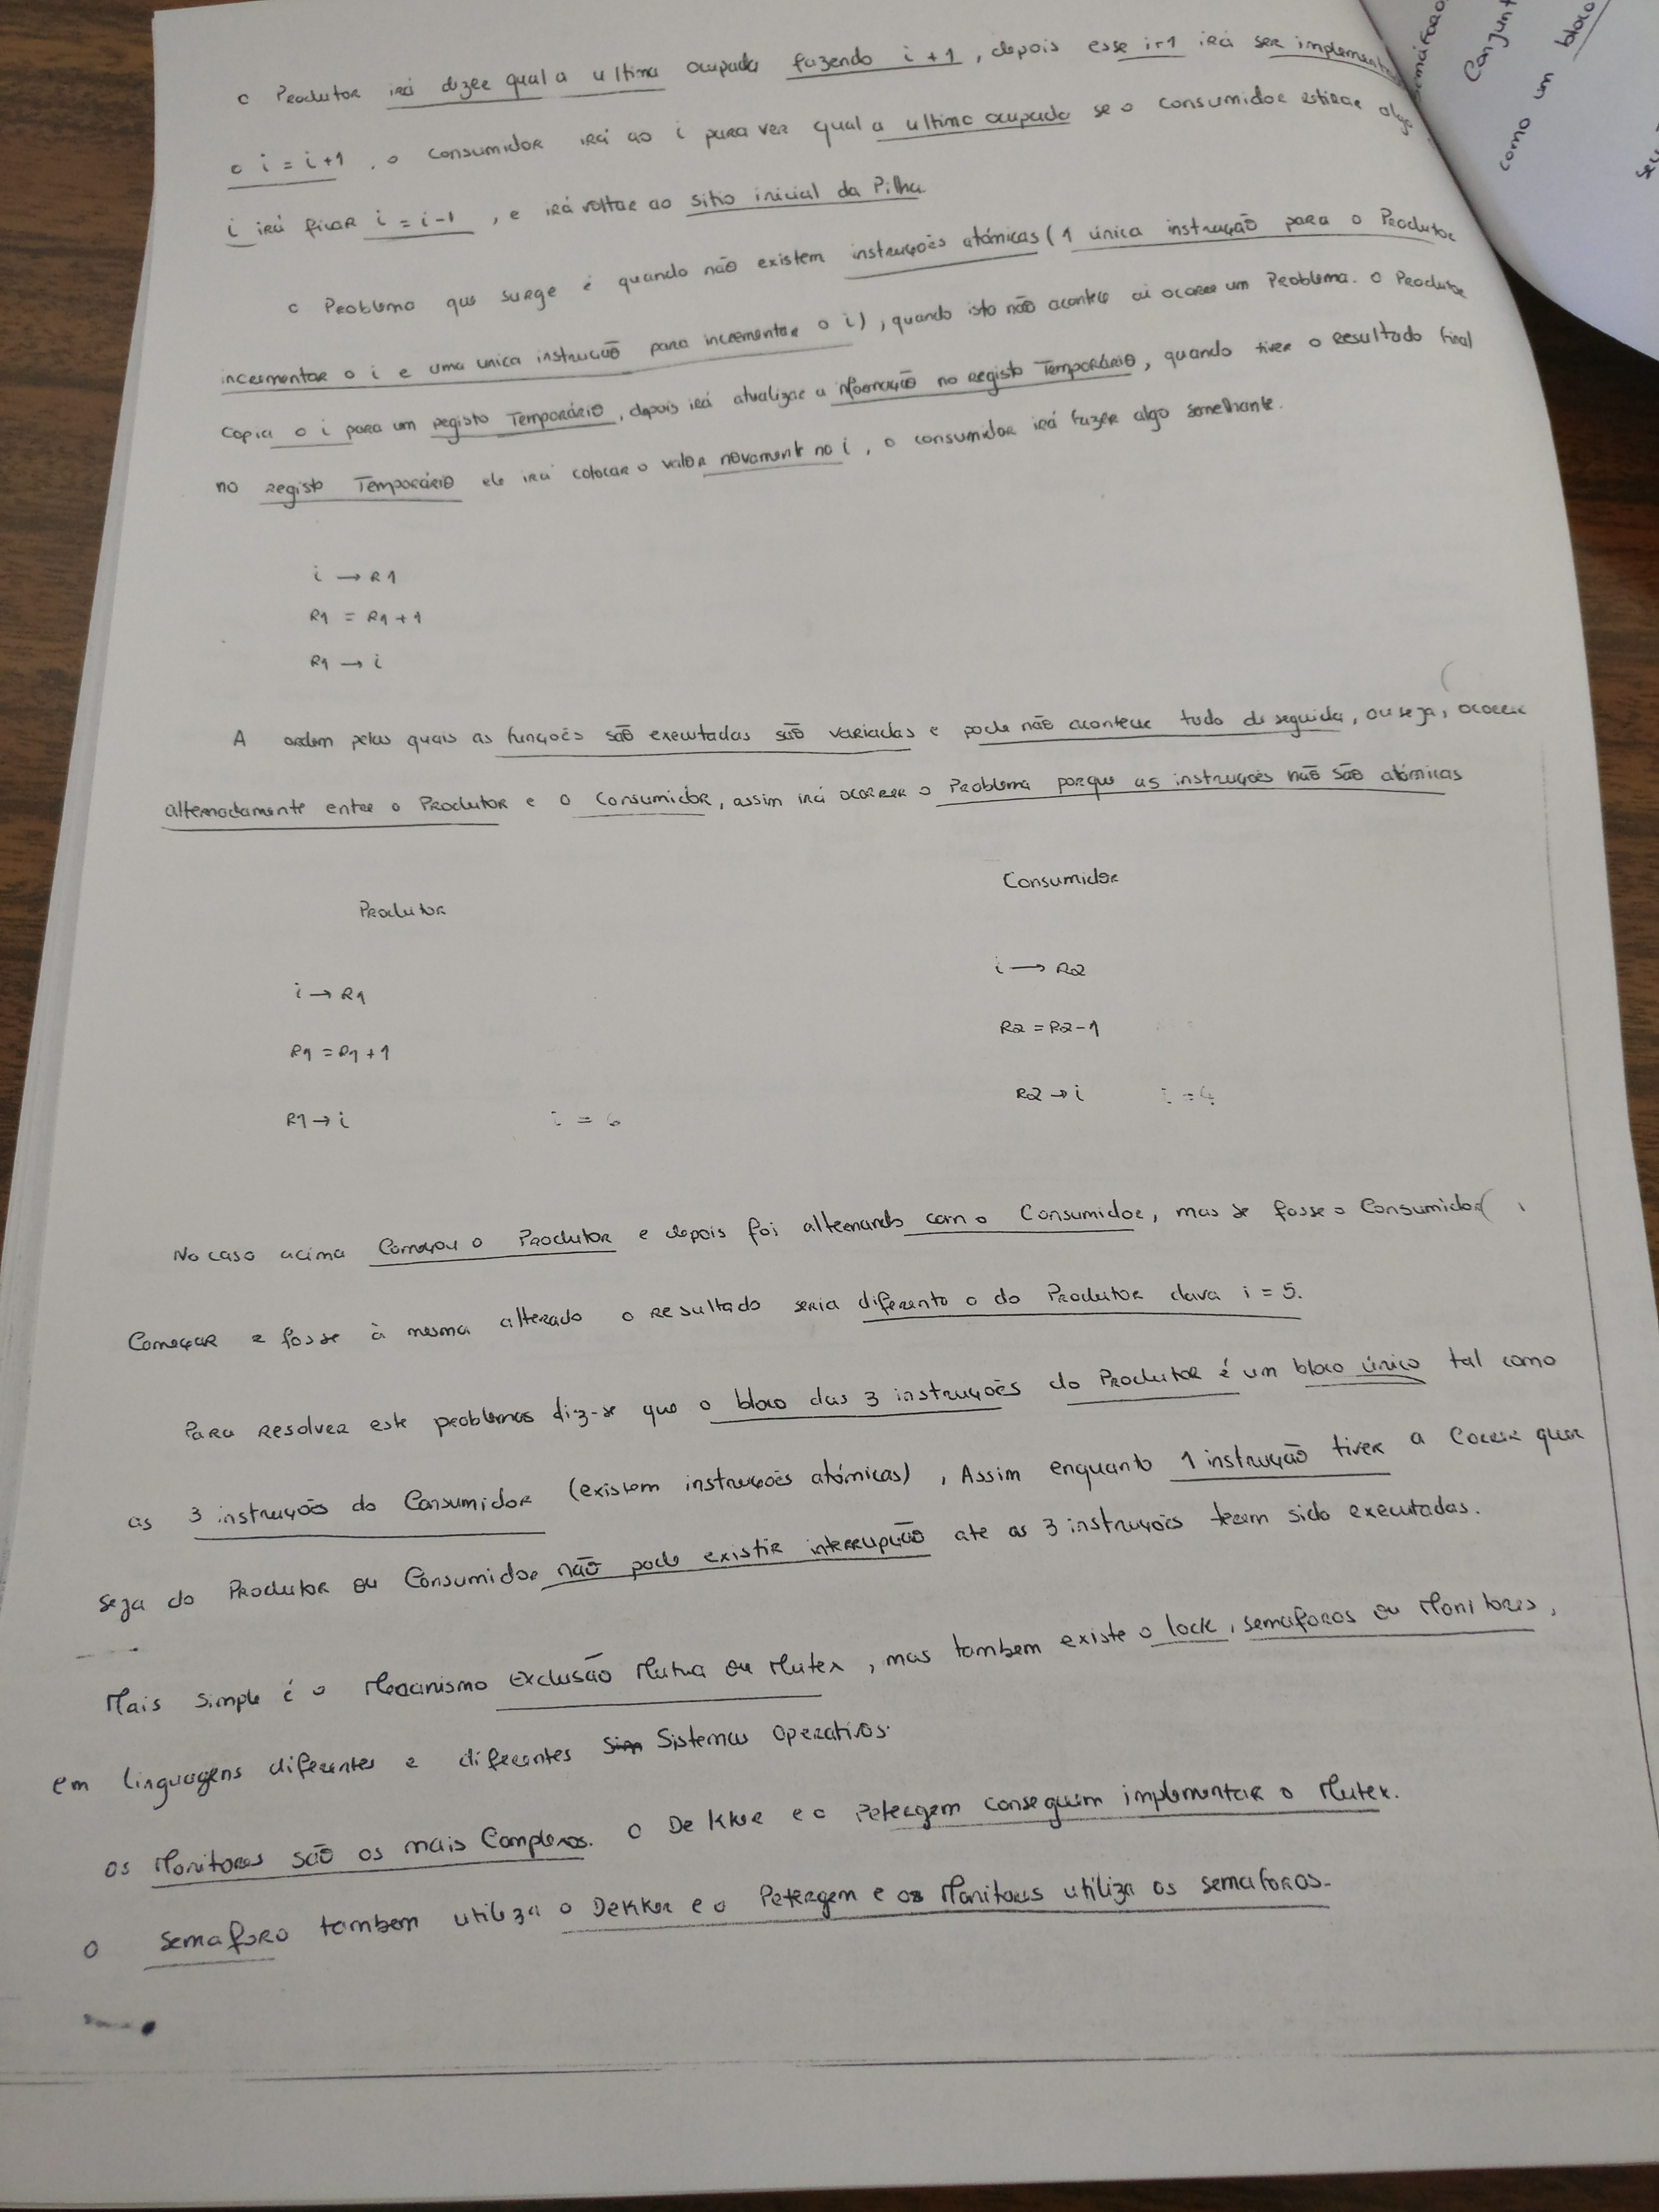 O Produtor irá dizer qual a ultima ocupada fazendo i + 1, depois esse i+1 irá ser
o i = i + 1, o consumidor irá ao i para ver qual a ultima ocupada se o consumidor retirar algo
i irá ficar i = i - 1, e irá voltar ao sitio inicial da Pilha.
O Problema que surge é quando não existem instruções atómicas (1 única instrução para o Produtor
incrementar o i e uma unica instrução para incrementar o i), quando isto não acontece ai ocorre um Problema. O Produtor
Copia o i para um registo Temporário, depois irá atualizar a nformação no registo Temporário, quando tiver o resultado final
no registo Temporário ele irá colocar o valor novamente no i, o consumidor irá fazer algo semelhante.
i → R1
R1 = R1 + 1
R1 → i
A ordem pelas quais as funções são executadas são variadas e pode não acontecer tudo de seguida, ou seja, ocorrer
alternadamente entre o Produtor e o Consumidor, assim irá ocorrer o Problema porque as instruções não são atómicas
Produtor
Consumidor
i → R1
i → R2
R1 = R1 + 1
R2 = R2 - 1
R1 → i i = 6
R2 → i i = 4
No caso acima Começou o Produtor e depois foi alternando com o Consumidor, mas se fosse o Consumidor
Começar e fosse à mesma alterado o resultado seria diferente o do Produtor dava i = 5.
Para resolver este problemas diz-se que o bloco das 3 instruções do Produtor é um bloco único tal como
as 3 instruções do Consumidor (existem instruções atómicas), Assim enquanto 1 instrução tiver a Correr quer
seja do Produtor ou Consumidor não pode existir interrupção ate as 3 instruções terem sido executadas.
Mais simple é o Mecanismo exclusão Mutua ou Mutex, mas tambem existe o lock, semaforos ou Monitores,
em linguagens diferentes e diferentes Sistemas Operativos.
Os Monitores são os mais Complexos. O Dekker e o Petergem conseguim implementar o Mutex.
O semaforo tambem utiliza o Dekker e o Petergem e os Monitores utiliza os semaforos.
Conjunt
como um bloco